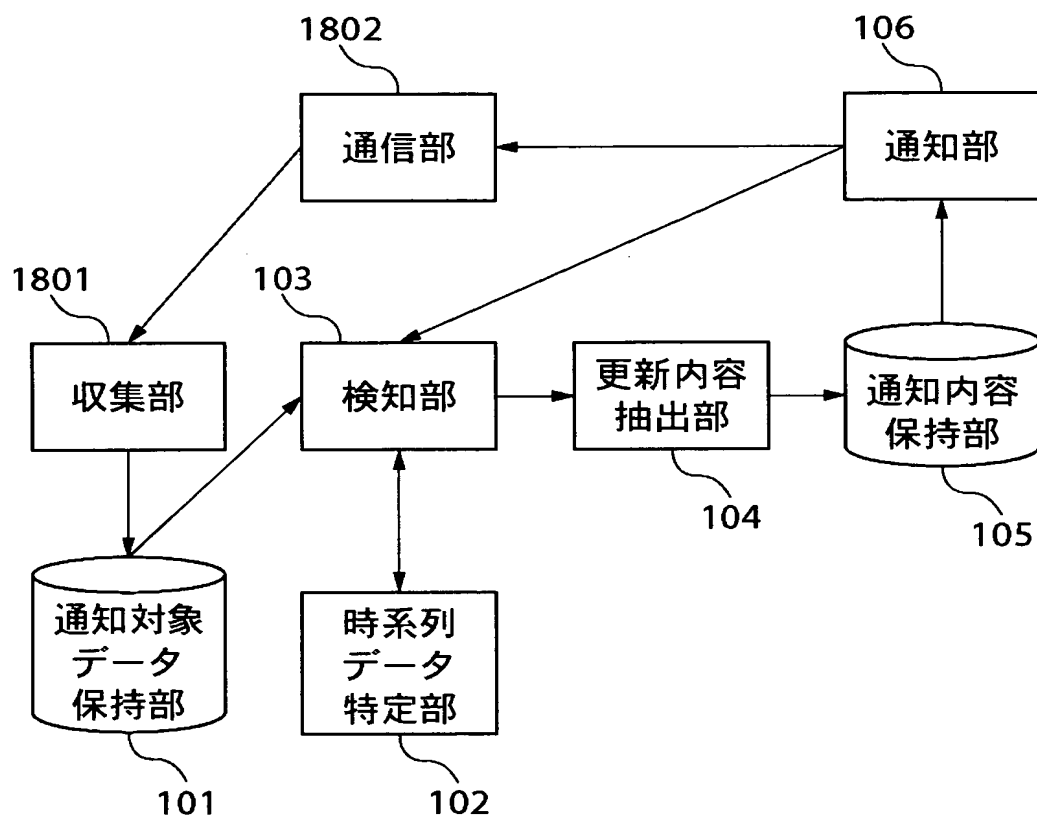 1802
106
通信部
通知部
1801
103
収集部
検知部
更新内容
抽出部
通知内容
保持部
104
105
通知対象
データ
保持部
時系列
データ
特定部
101
102